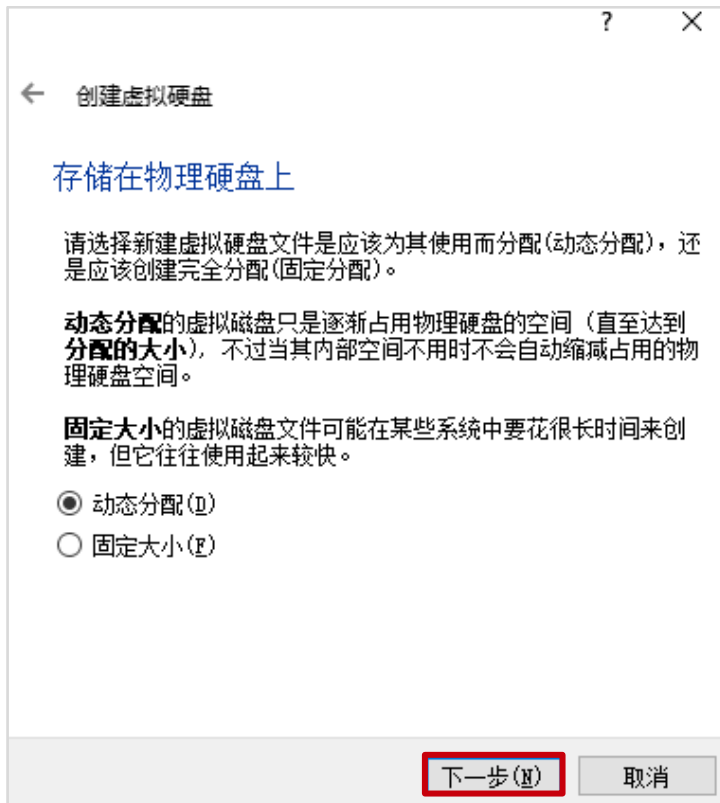 ?
创建虚拟硬盘
存储在物理硬盘上
请选择新建虚拟硬盘文件是应该为其使用而分配(动态分配)，还
是应该创建完全分配(固定分配)。
动态分配的虚拟磁盘只是逐渐占用物理硬盘的空间（直至达到
分配的大小），不过当其内部空间不用时不会自动缩减占用的物
理硬盘空间。
固定大小的虚拟磁盘文件可能在某些系统中要花很长时间来创
建，但它往往使用起来较快。
动态分配(D)
固定大小(F)
下一步(N)
取消